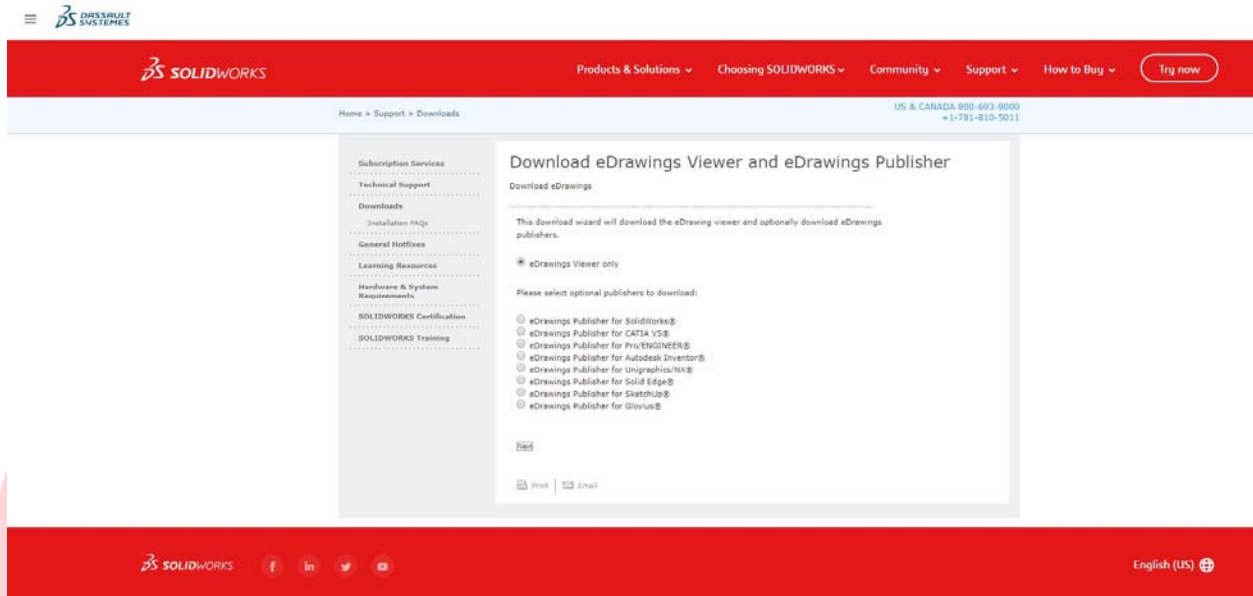 DASSAULT
SYSTEMES
SOLIDWORKS
Products & Solutions
Choosing SOLIDWORKS
Community
Support
How to Buy
Try now
Home > Support > Downloads
US & CANADA 800-693-9000
+1-781-810-5011
Subscription Services
Technical Support
Downloads
Installation FAQs
General Hotfixes
Learning Resources
Hardware & System
Requirements
SOLIDWORKS Certification
SOLIDWORKS Training
Download eDrawings Viewer and eDrawings Publisher
Download eDrawings
This download wizard will download the eDrawing viewer and optionally download eDrawings
publishers.
eDrawings Viewer only
Please select optional publishers to download:
eDrawings Publisher for SolidWorks®
eDrawings Publisher for CATIA V5®
eDrawings Publisher for Pro/ENGINEER®
eDrawings Publisher for Autodesk Inventor®
eDrawings Publisher for Unigraphics/NX®
eDrawings Publisher for Solid Edge®
eDrawings Publisher for SketchUp®
eDrawings Publisher for Glovius®
Next
Print
Email
SOLIDWORKS
English (US)